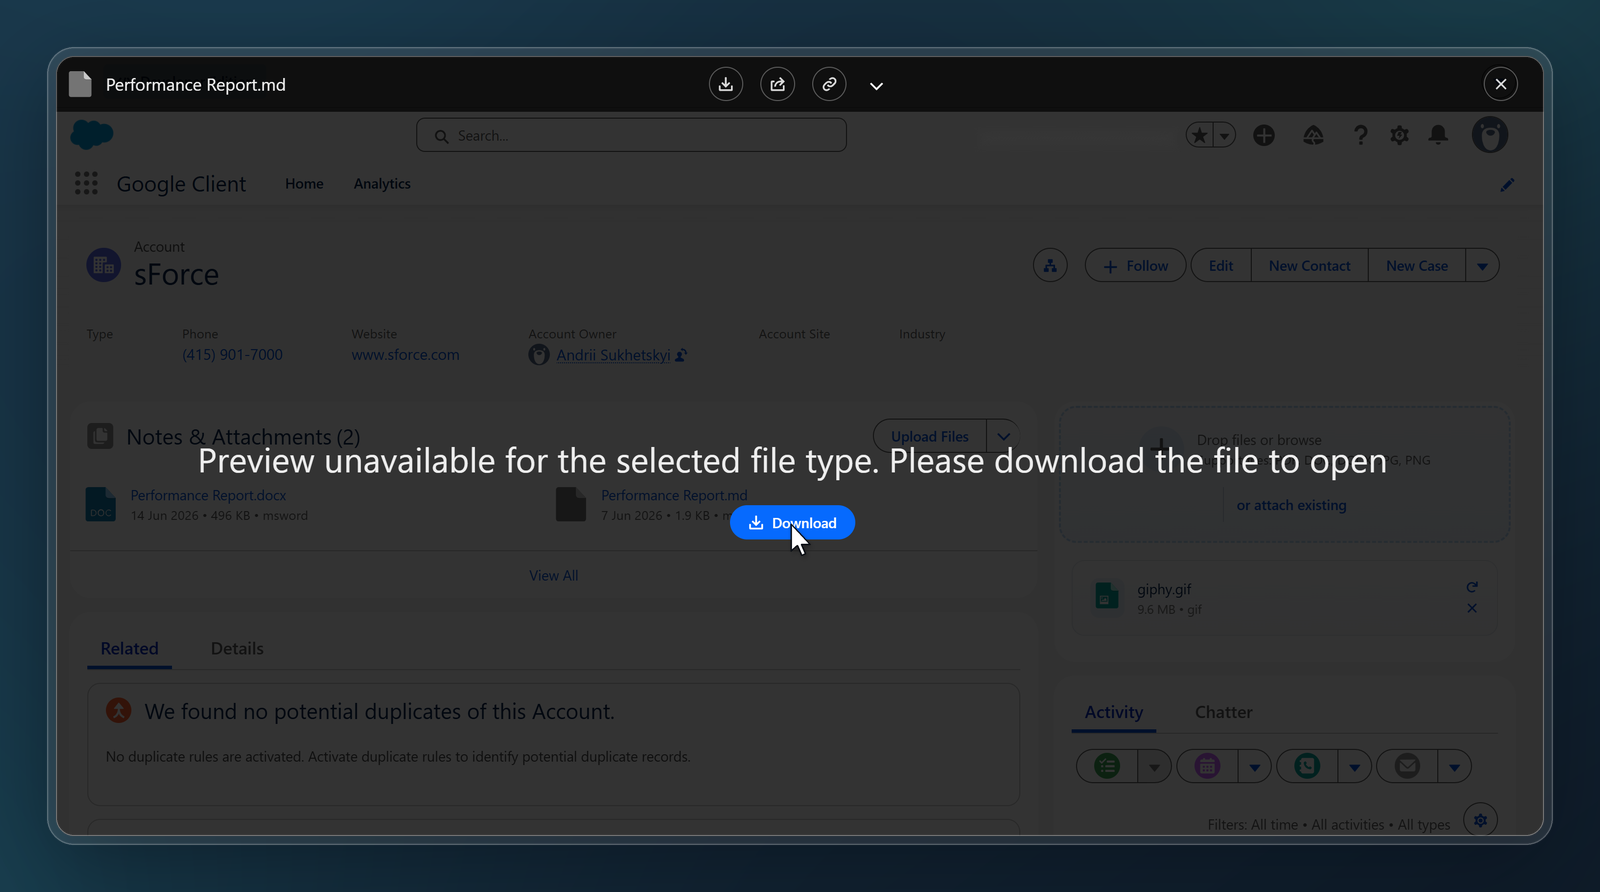 Performance Report.md
Search...
Google Client
Home
Analytics
Account
sForce
Follow
Edit
New Contact
New Case
Type
Phone
(415) 901-7000
Website
www.sforce.com
Account Owner
Andrii Sukhetskyi
Account Site
Industry
Notes & Attachments (2)
Upload Files
Drop files or browse
PG, PNG
Preview unavailable for the selected file type. Please download the file to open
Performance Report.docx
DOC
14 Jun 2026 • 496 KB • msword
Performance Report.md
7 Jun 2026 • 1.9 KB •
Download
or attach existing
View All
giphy.gif
9.6 MB • gif
Related
Details
We found no potential duplicates of this Account.
No duplicate rules are activated. Activate duplicate rules to identify potential duplicate records.
Activity
Chatter
Filters: All time • All activities • All types